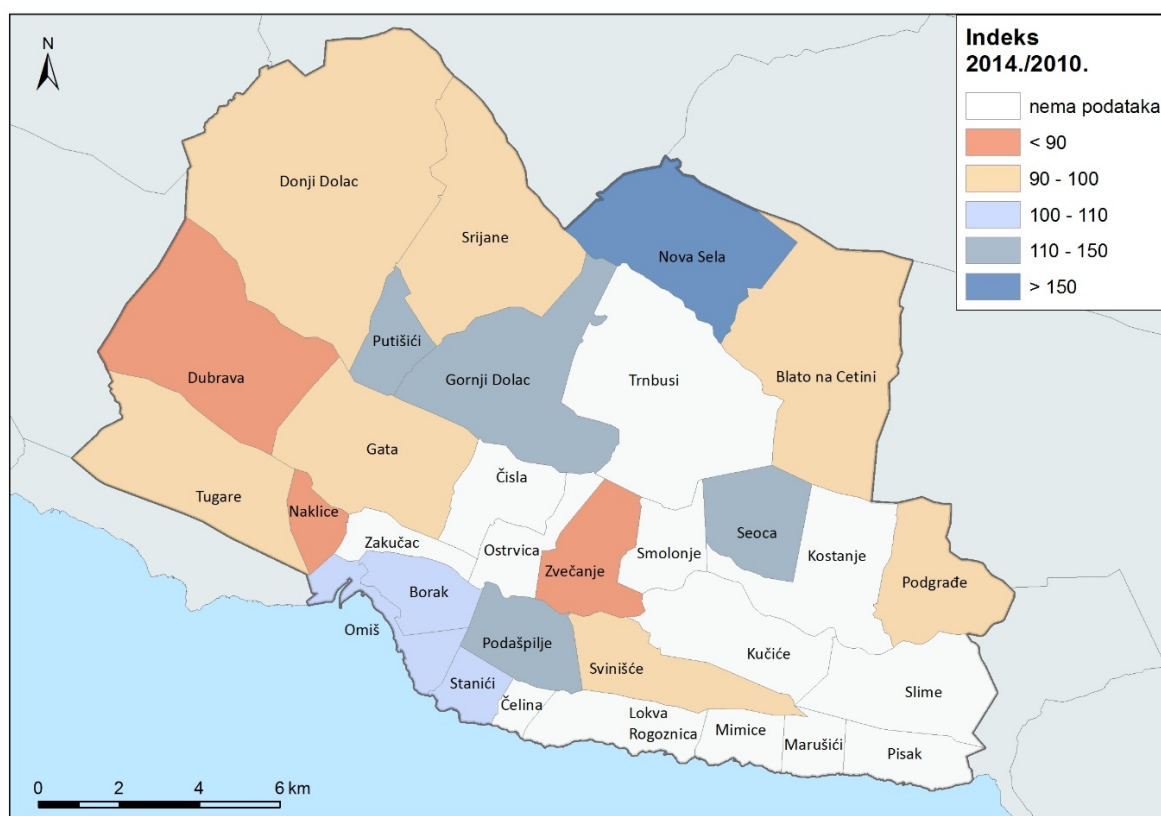 N
Indeks
2014./2010.
nema podataka
< 90
90 - 100
100 - 110
110 - 150
> 150
Donji Dolac
Srijane
Nova Sela
Putišići
Dubrava
Gornji Dolac
Trnbusi
Blato na Cetini
Gata
Čisla
Tugare
Naklice
Zakučac
Ostrvica
Zvečanje
Smolonje
Seoca
Kostanje
Podgrađe
Borak
Omiš
Podašpilje
Svinišće
Kučiće
Slime
Stanići
Čelina
Lokva
Rogoznica
Mimice
Marušići
Pisak
0 2 4 6 km